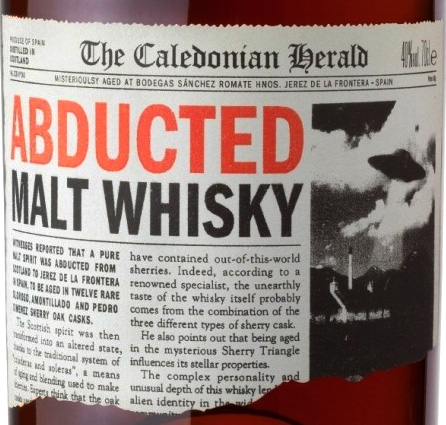 PRODUCE OF SPAIN
DISTILLED IN
SCOTLAND
The Caledonian Herald
40%vol. 70cl e
MISTERIOULSY AGED AT BODEGAS SÁNCHEZ ROMATE HNOS. JEREZ DE LA FRONTERA - SPAIN
ABDUCTED
MALT WHISKY
WITNESSES REPORTED THAT A PURE
MALT SPIRIT WAS ABDUCTED FROM
SCOTLAND TO JEREZ DE LA FRONTERA
IN SPAIN, TO BE AGED IN TWELVE RARE
OLOROSO, AMONTILLADO AND PEDRO
XIMENEZ SHERRY OAK CASKS.
The Scottish spirit was then
transformed into an altered state,
thanks to the traditional system of
"criaderas and soleras", a means
of aging and blending used to make
sherries. Experts think that the oak
have contained out-of-this-world
sherries. Indeed, according to a
renowned specialist, the unearthly
taste of the whisky itself probably
comes from the combination of the
three different types of sherry cask.
He also points out that being aged
in the mysterious Sherry Triangle
influences its stellar properties.
The complex personality and
unusual depth of this whisky
alien identity in the